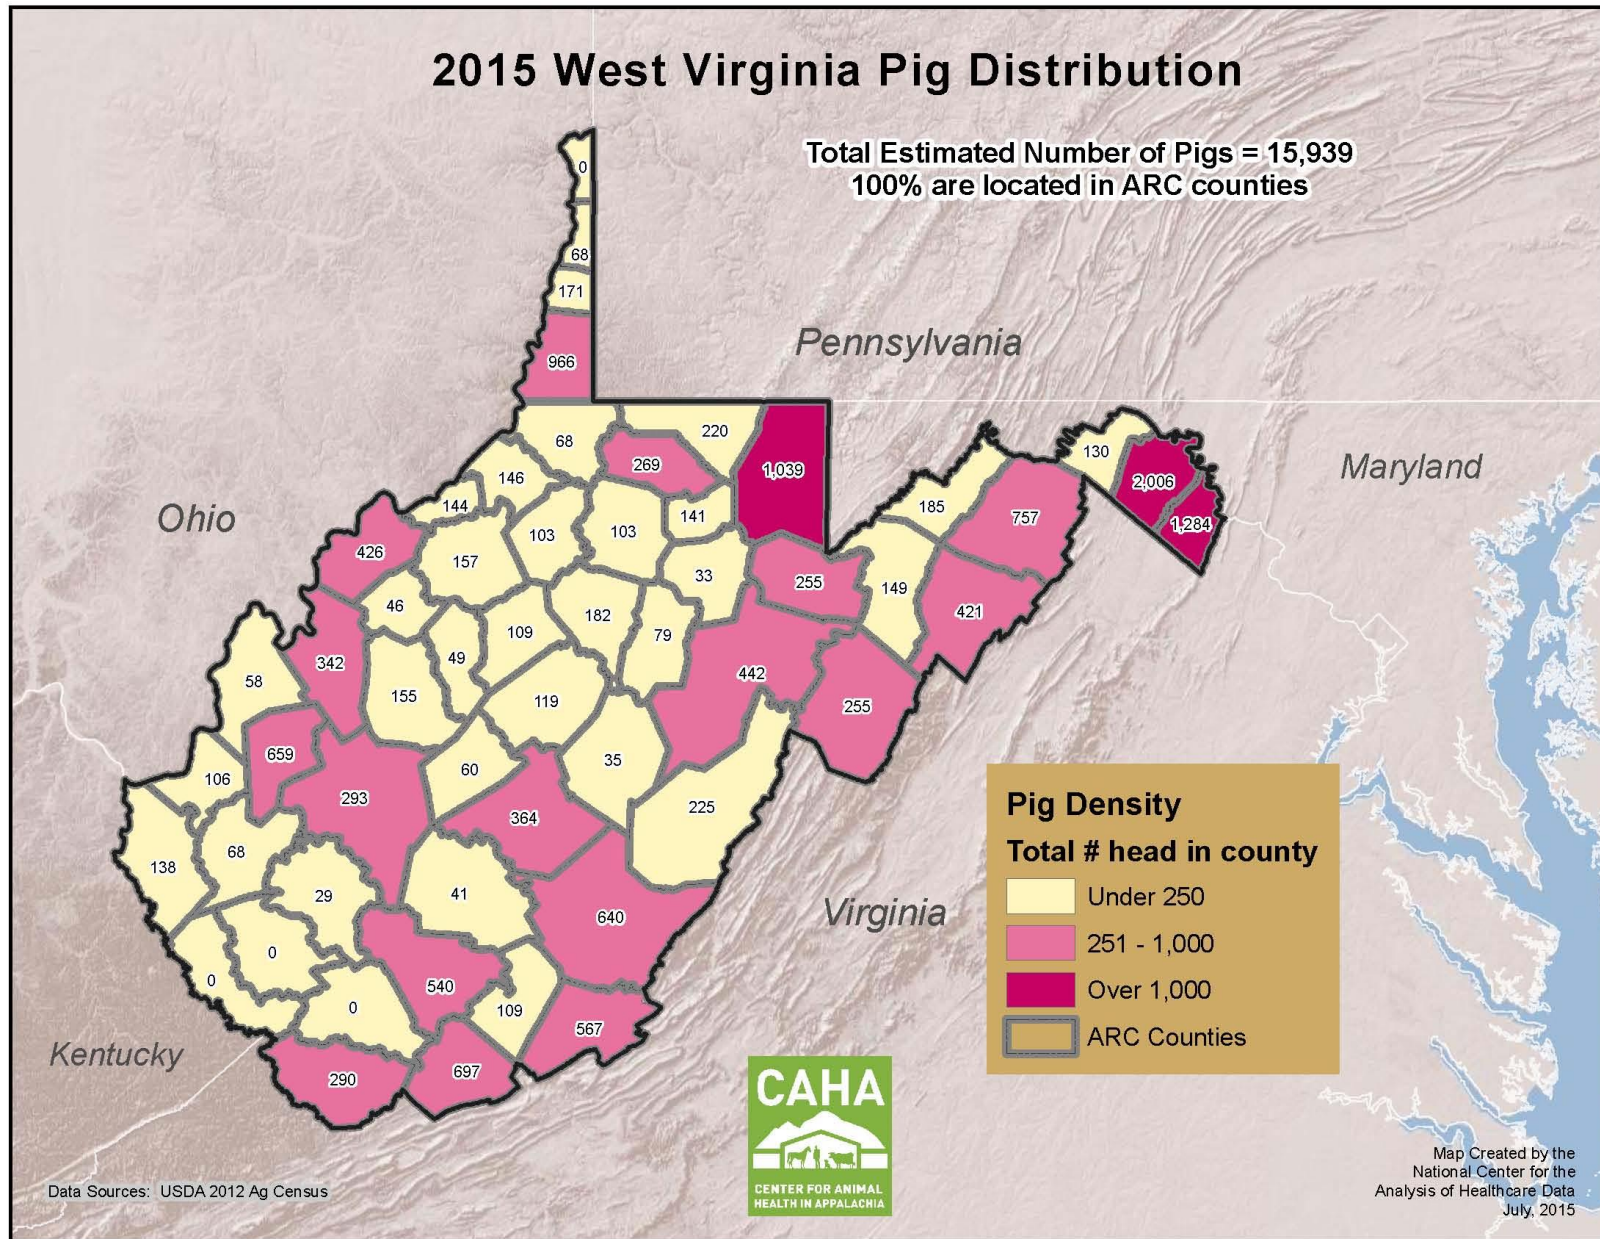 2015 West Virginia Pig Distribution
Total Estimated Number of Pigs = 15,939
100% are located in ARC counties
0
68
171
966
Pennsylvania
Maryland
Ohio
68
220
269
1,039
130
2,006
1,284
146
144
185
757
426
157
103
103
141
33
255
149
421
46
109
182
79
342
49
58
155
119
442
255
659
60
35
106
293
364
225
138
68
29
41
640
0
0
0
540
109
567
290
697
Virginia
Kentucky
Pig Density
Total # head in county
Under 250
251 - 1,000
Over 1,000
ARC Counties
CAHA
CENTER FOR ANIMAL
HEALTH IN APPALACHIA
Data Sources: USDA 2012 Ag Census
Map Created by the
National Center for the
Analysis of Healthcare Data
July, 2015